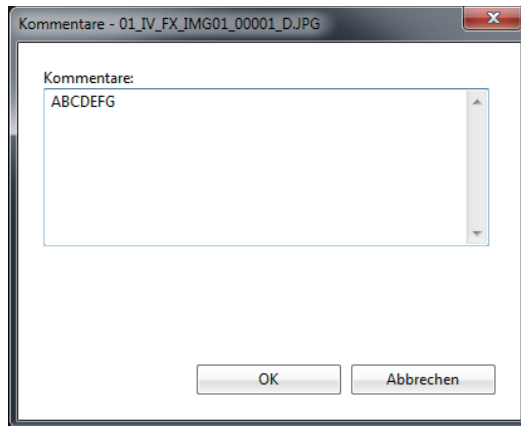 Kommentare - 01_IV_FX_IMG01_00001_D.JPG
Kommentare:
ABCDEFG
OK
Abbrechen